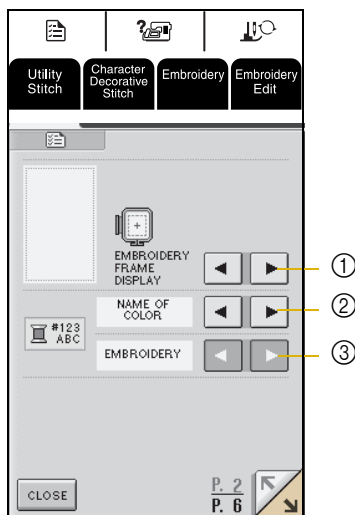 Utility
Stitch
Character
Decorative
Stitch
Embroidery
Embroidery
Edit
EMBROIDERY
FRAME
DISPLAY
①
NAME OF
COLOR
②
#123
ABC
EMBROIDERY
③
CLOSE
P. 2
P. 6